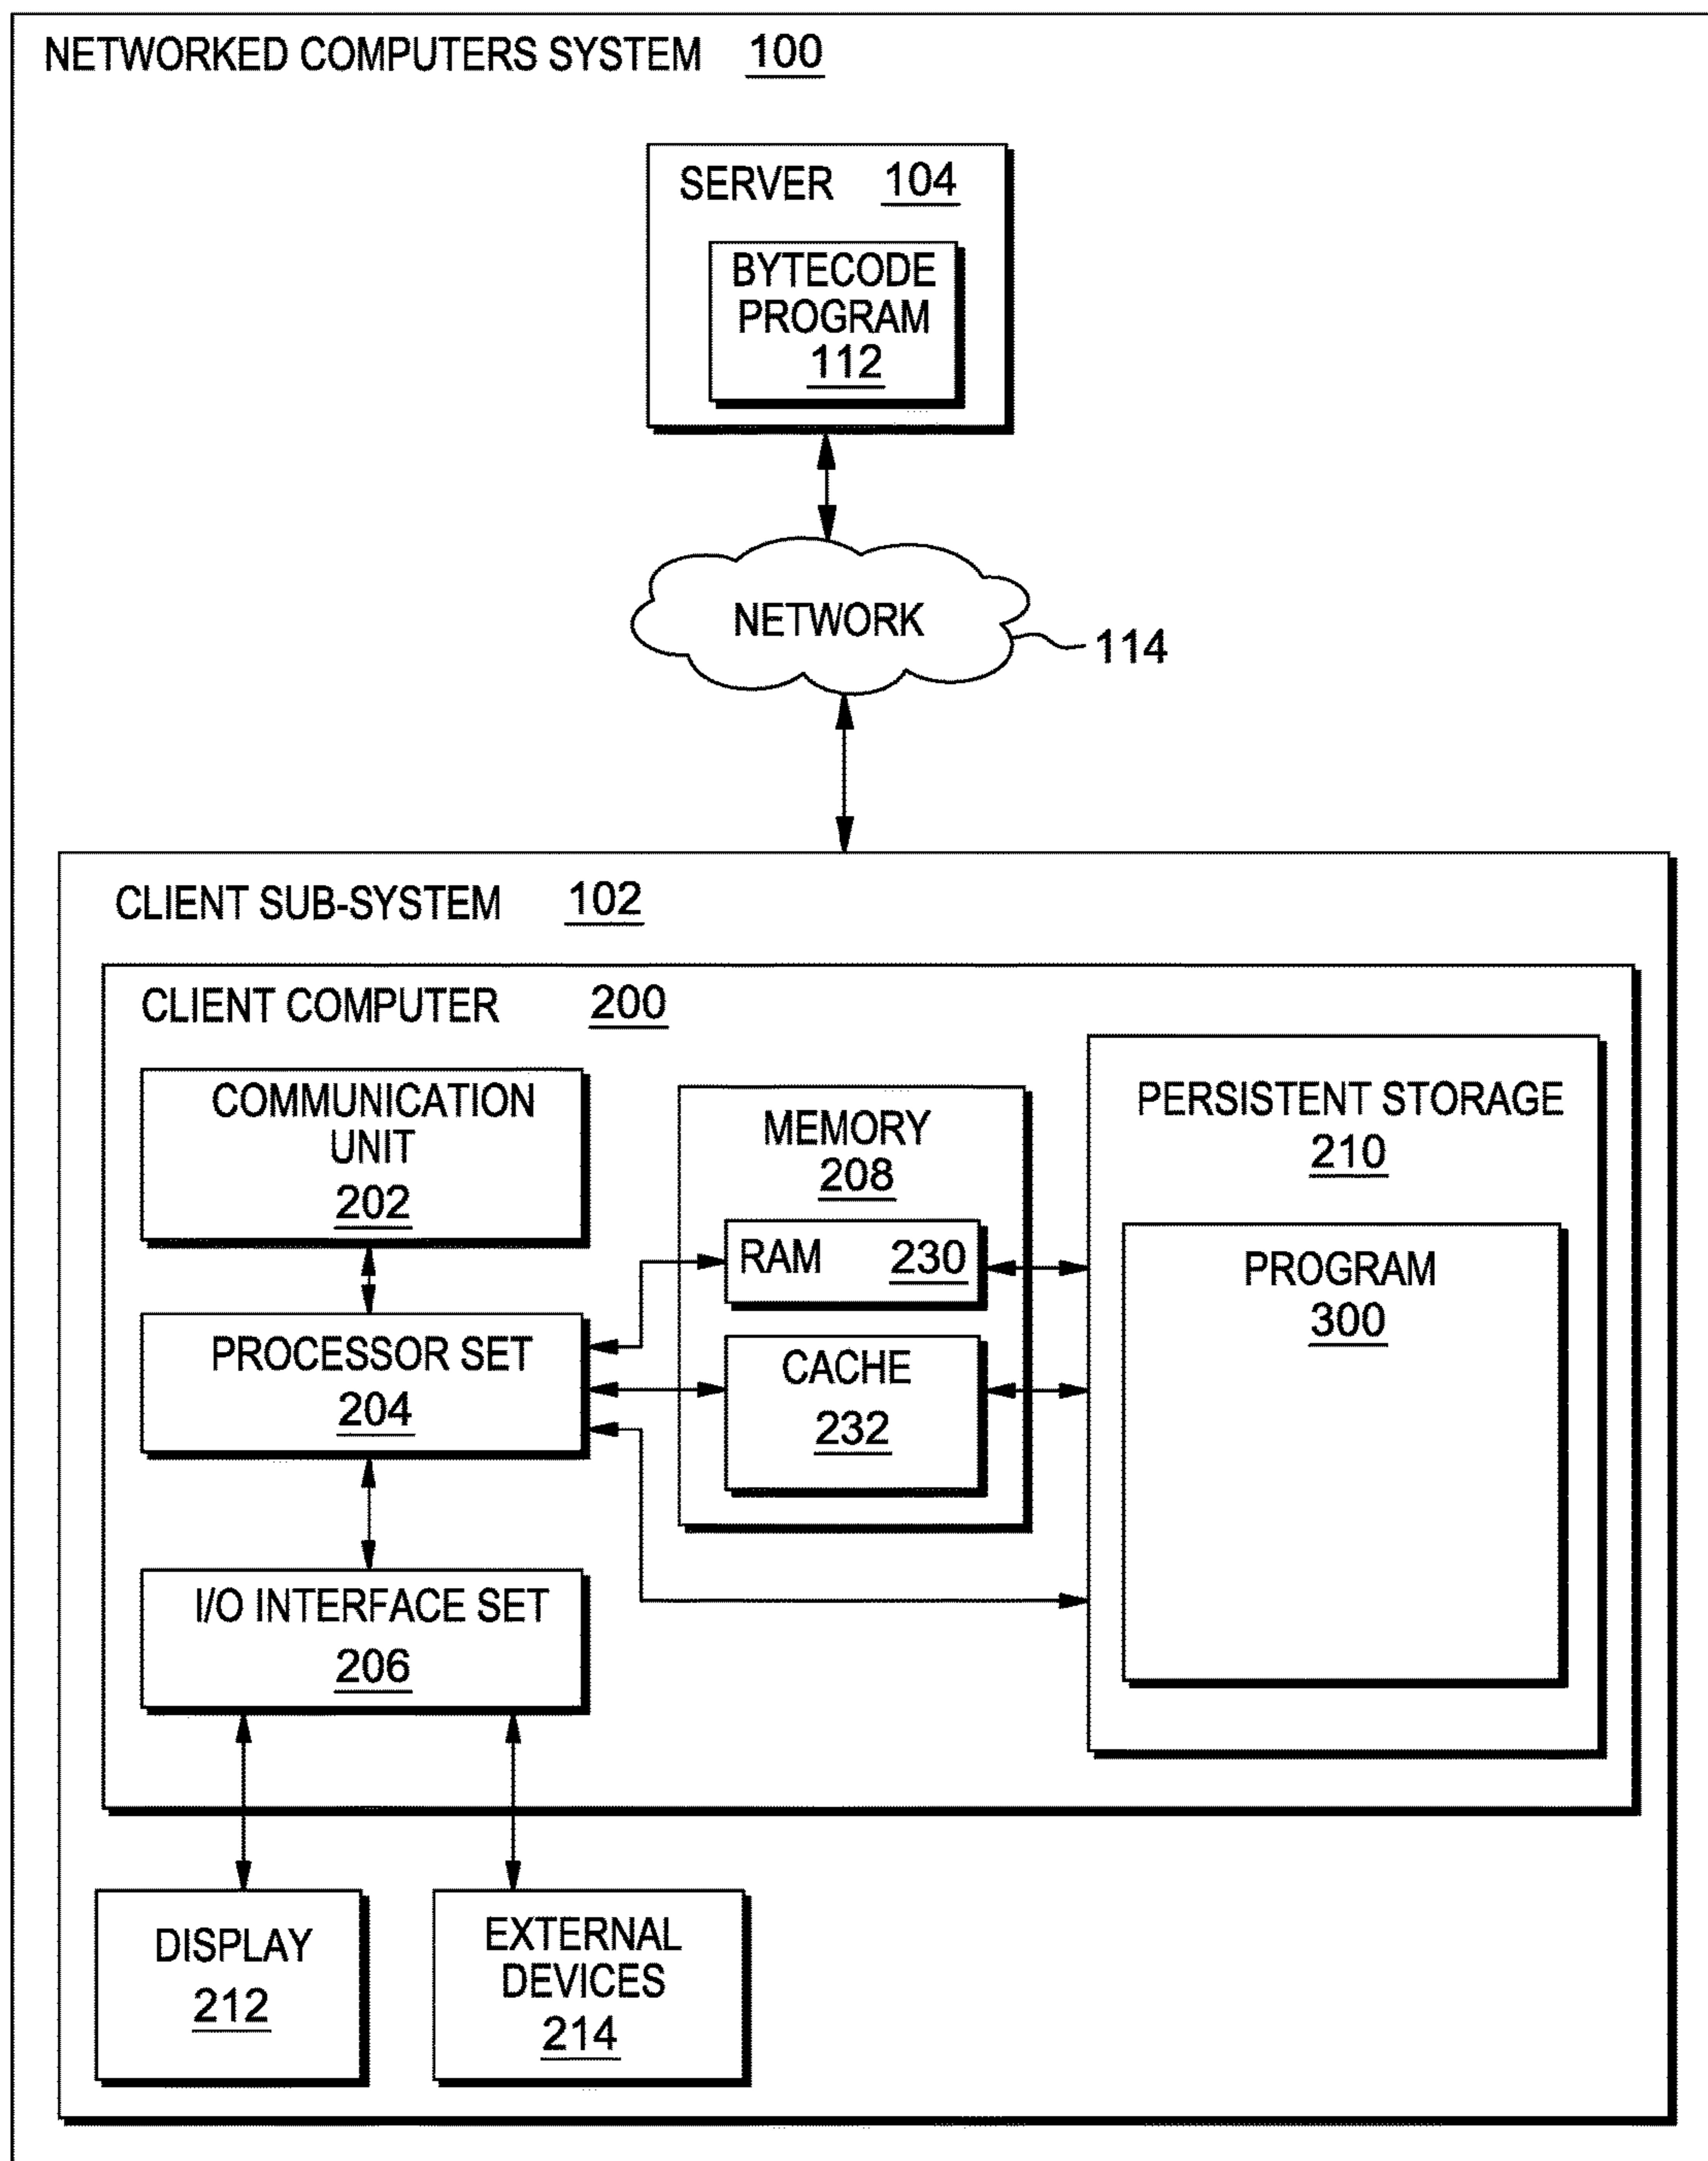 NETWORKED COMPUTERS SYSTEM 100
SERVER 104
BYTECODE
PROGRAM
112
NETWORK
114
CLIENT SUB-SYSTEM 102
CLIENT COMPUTER 200
COMMUNICATION
UNIT
202
MEMORY
208
PERSISTENT STORAGE
210
RAM 230
PROGRAM
300
PROCESSOR SET
204
CACHE
232
I/O INTERFACE SET
206
DISPLAY
212
EXTERNAL
DEVICES
214